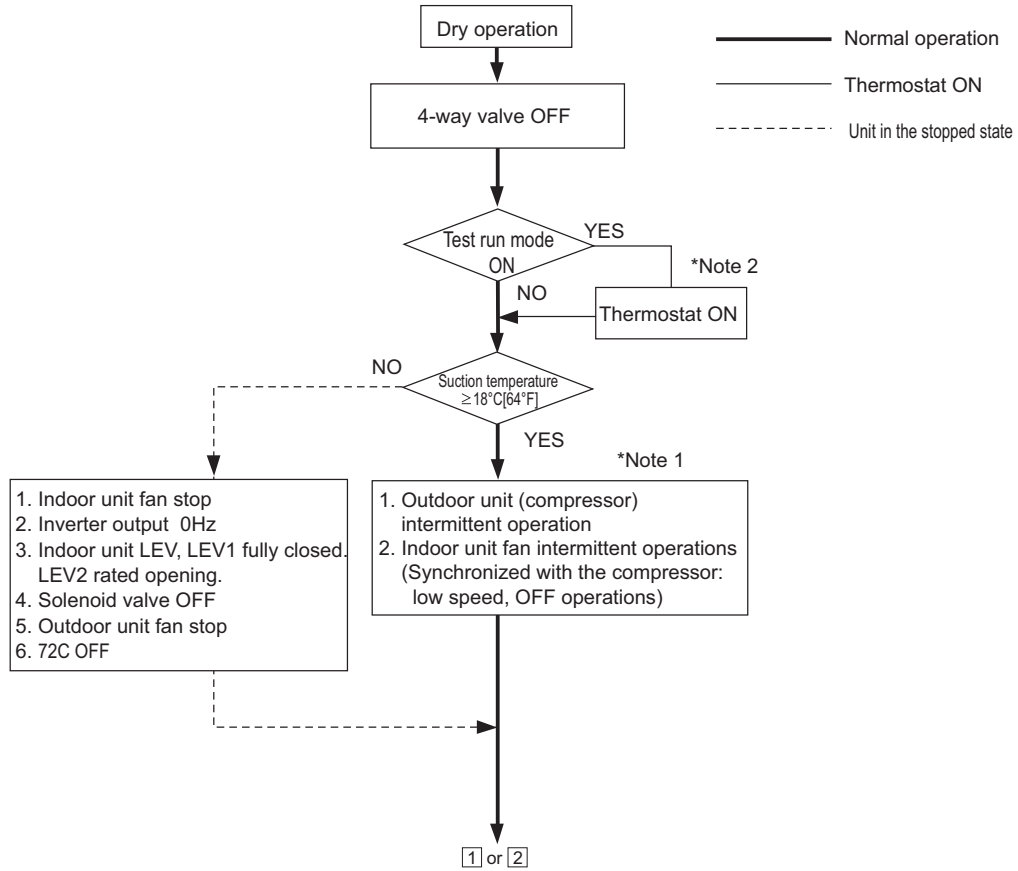 Dry operation
Normal operation
Thermostat ON
Unit in the stopped state
4-way valve OFF
Test run mode
ON
YES
*Note 2
NO
Thermostat ON
NO
Suction temperature
≥18°C[64°F]
YES
*Note 1
1. Indoor unit fan stop
2. Inverter output 0Hz
3. Indoor unit LEV, LEV1 fully closed.
LEV2 rated opening.
4. Solenoid valve OFF
5. Outdoor unit fan stop
6. 72C OFF
1. Outdoor unit (compressor)
intermittent operation
2. Indoor unit fan intermittent operations
(Synchronized with the compressor:
low speed, OFF operations)
1 or 2